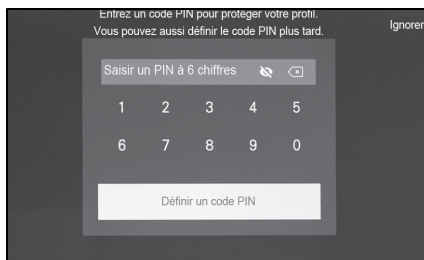 Entrez un code PIN pour protéger votre profil.
Vous pouvez aussi définir le code PIN plus tard.
Ignorer
Saisir un PIN à 6 chiffres
1 2 3 4 5
6 7 8 9 0
Définir un code PIN